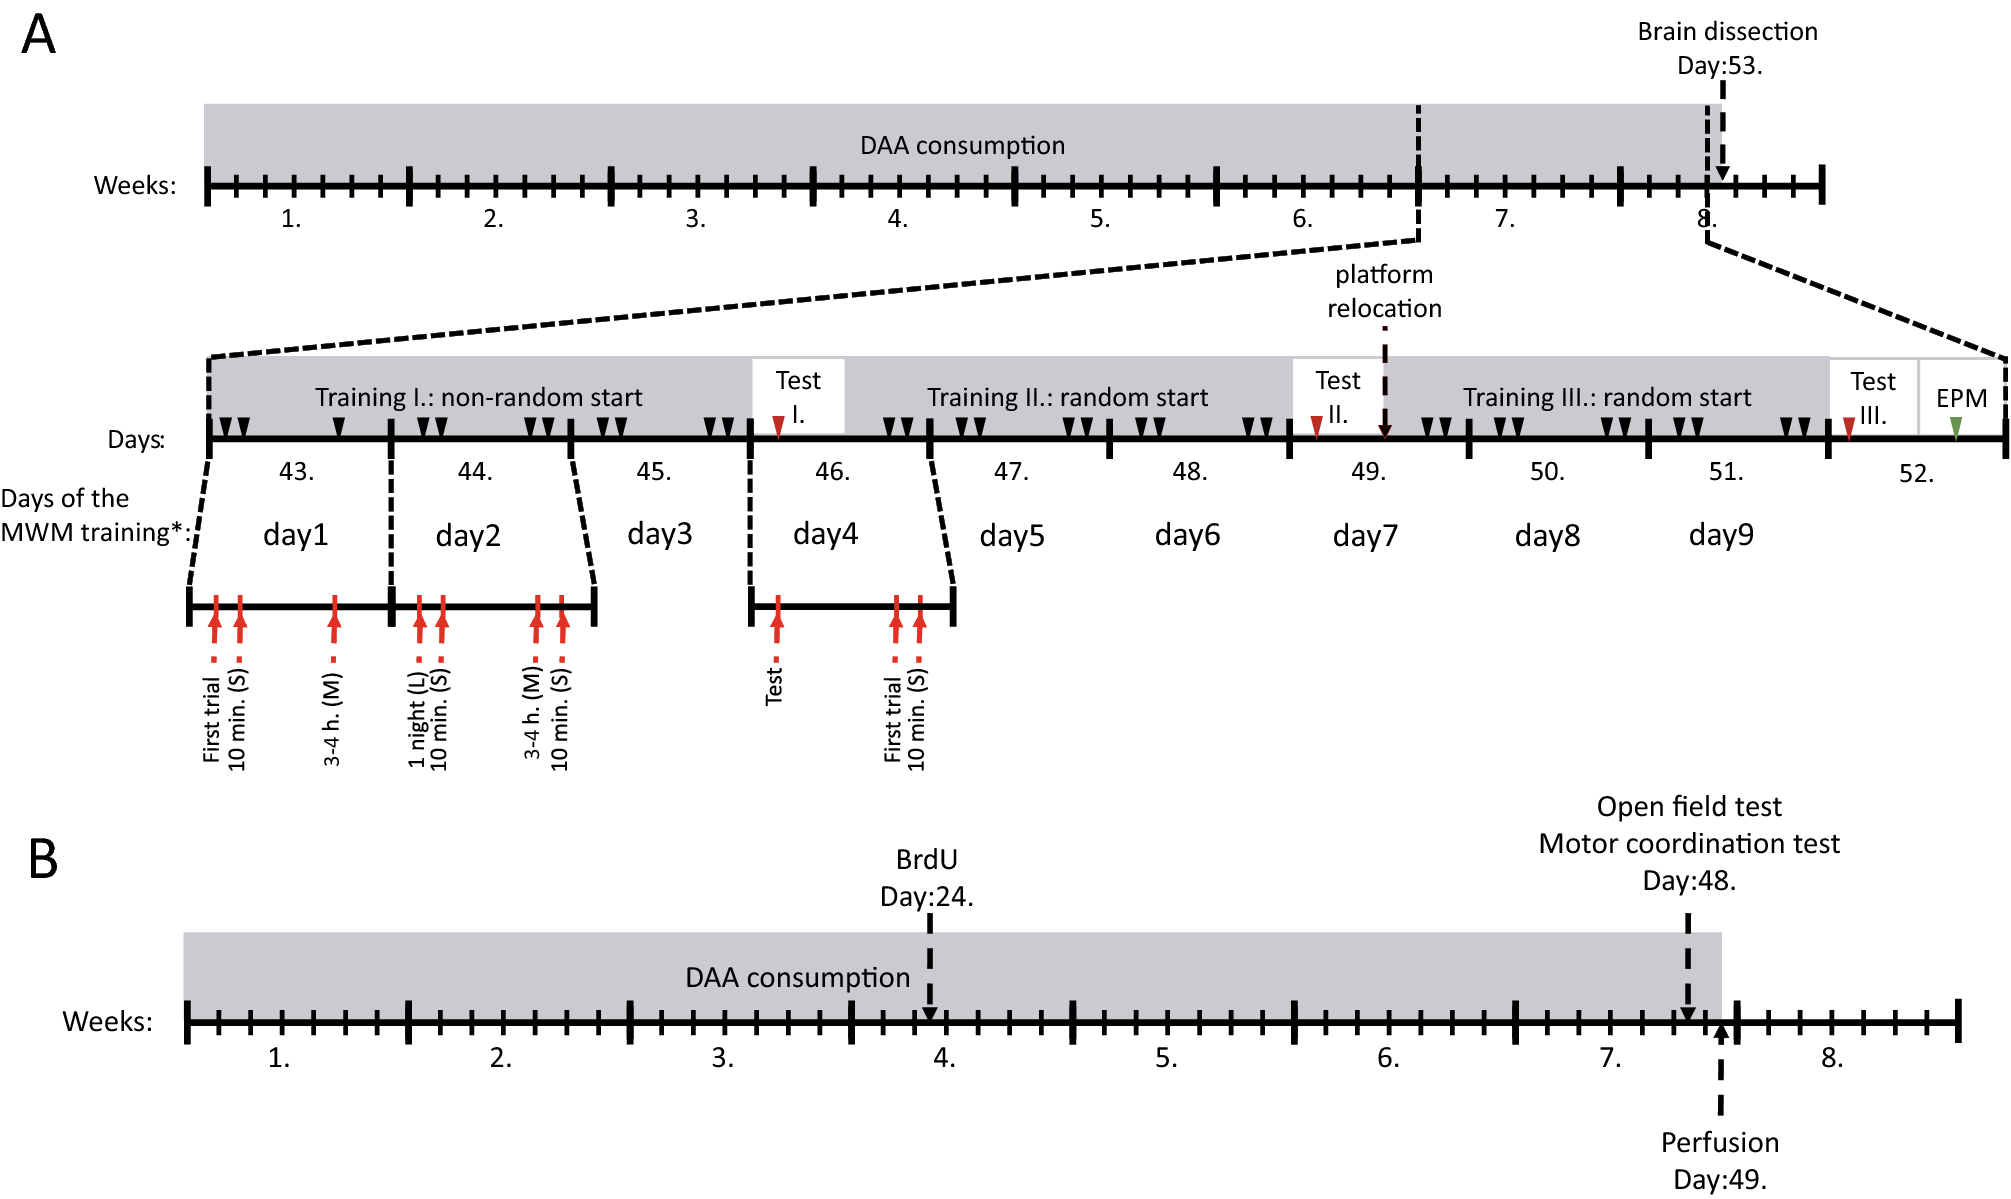 A
Brain dissection
Day:53.
DAA consumption
Weeks:
1. 2. 3. 4. 5. 6. 7. 8.
platform
relocation
Training I.: non-random start
Test
I.
Training II.: random start
Test
II.
Training III.: random start
Test
III.
EPM
Days:
43. 44. 45. 46. 47. 48. 49. 50. 51. 52.
Days of the
MWM training*:
day1 day2 day3 day4 day5 day6 day7 day8 day9
First trial
10 min. (S)
3-4 h. (M)
1 night (L)
10 min. (S)
3-4 h. (M)
10 min. (S)
Test
First trial
10 min. (S)
B
BrdU
Day:24.
Open field test
Motor coordination test
Day:48.
DAA consumption
Weeks:
1. 2. 3. 4. 5. 6. 7. 8.
Perfusion
Day:49.